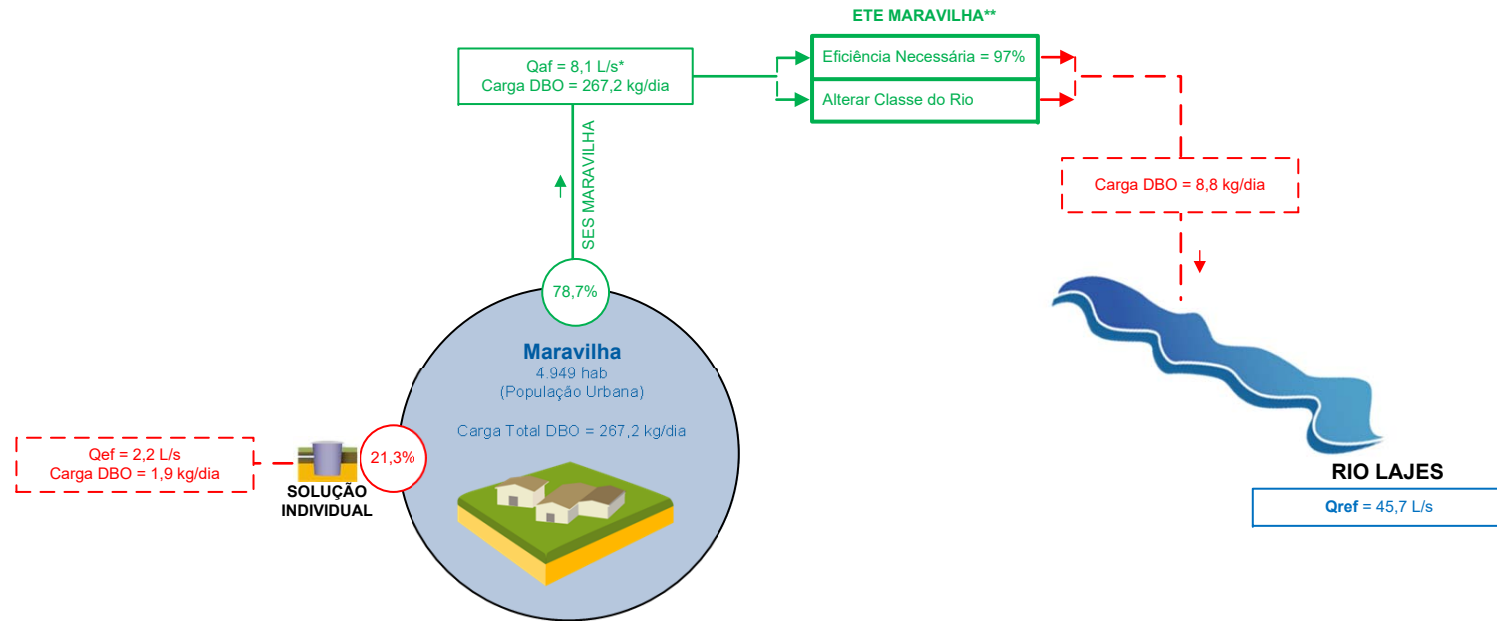 ETE MARAVILHA**
Qaf = 8,1 L/s*
Carga DBO = 267,2 kg/dia
Eficiência Necessária = 97%
Alterar Classe do Rio
SES MARAVILHA
Carga DBO = 8,8 kg/dia
78,7%
Maravilha
4.949 hab
(População Urbana)
Carga Total DBO = 267,2 kg/dia
Qef = 2,2 L/s
Carga DBO = 1,9 kg/dia
21,3%
SOLUÇÃO
INDIVIDUAL
RIO LAJES
Qref = 45,7 L/s